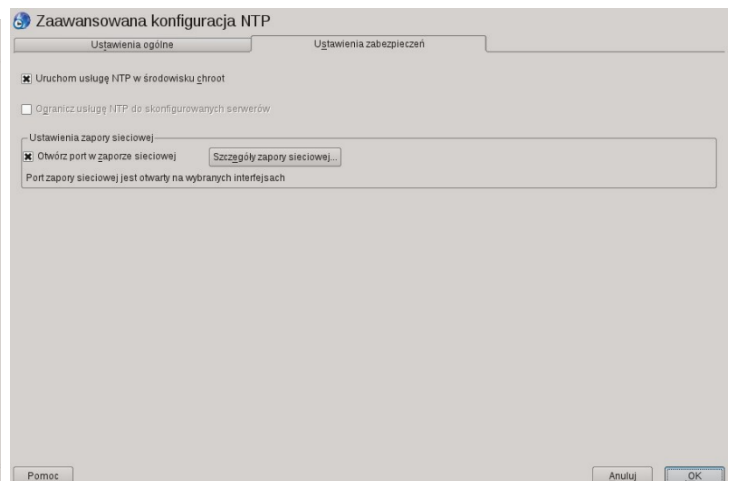 Zaawansowana konfiguracja NTP
Ustawienia ogólne
Ustawienia zabezpieczeń
Uruchom usługę NTP w środowisku chroot
Ogranicz usługę NTP do skonfigurowanych serwerów
Ustawienia zapory sieciowej
Otwórz port w zaporze sieciowej
Szczegóły zapory sieciowej...
Port zapory sieciowej jest otwarty na wybranych interfejsach
Pomoc
Anuluj
OK